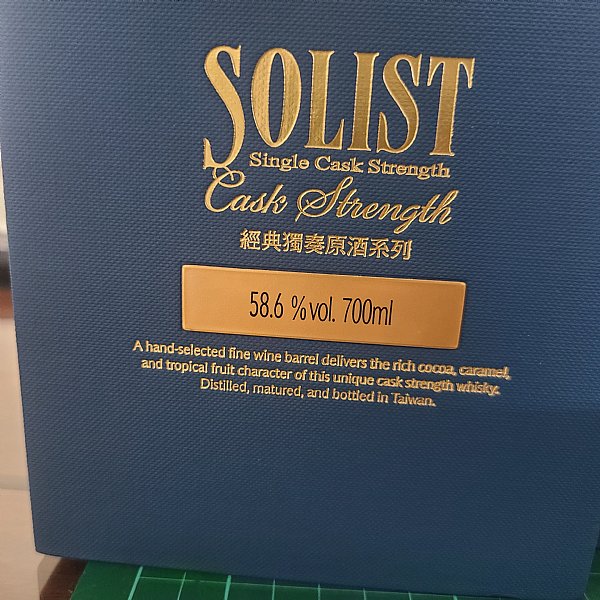 SOLIST
Single Cask Strength
Cask Strength
經典獨奏原酒系列
58.6 %vol. 700ml
A hand-selected fine wine barrel delivers the rich cocoa, caramel,
and tropical fruit character of this unique cask strength whisky.
Distilled, matured, and bottled in Taiwan.